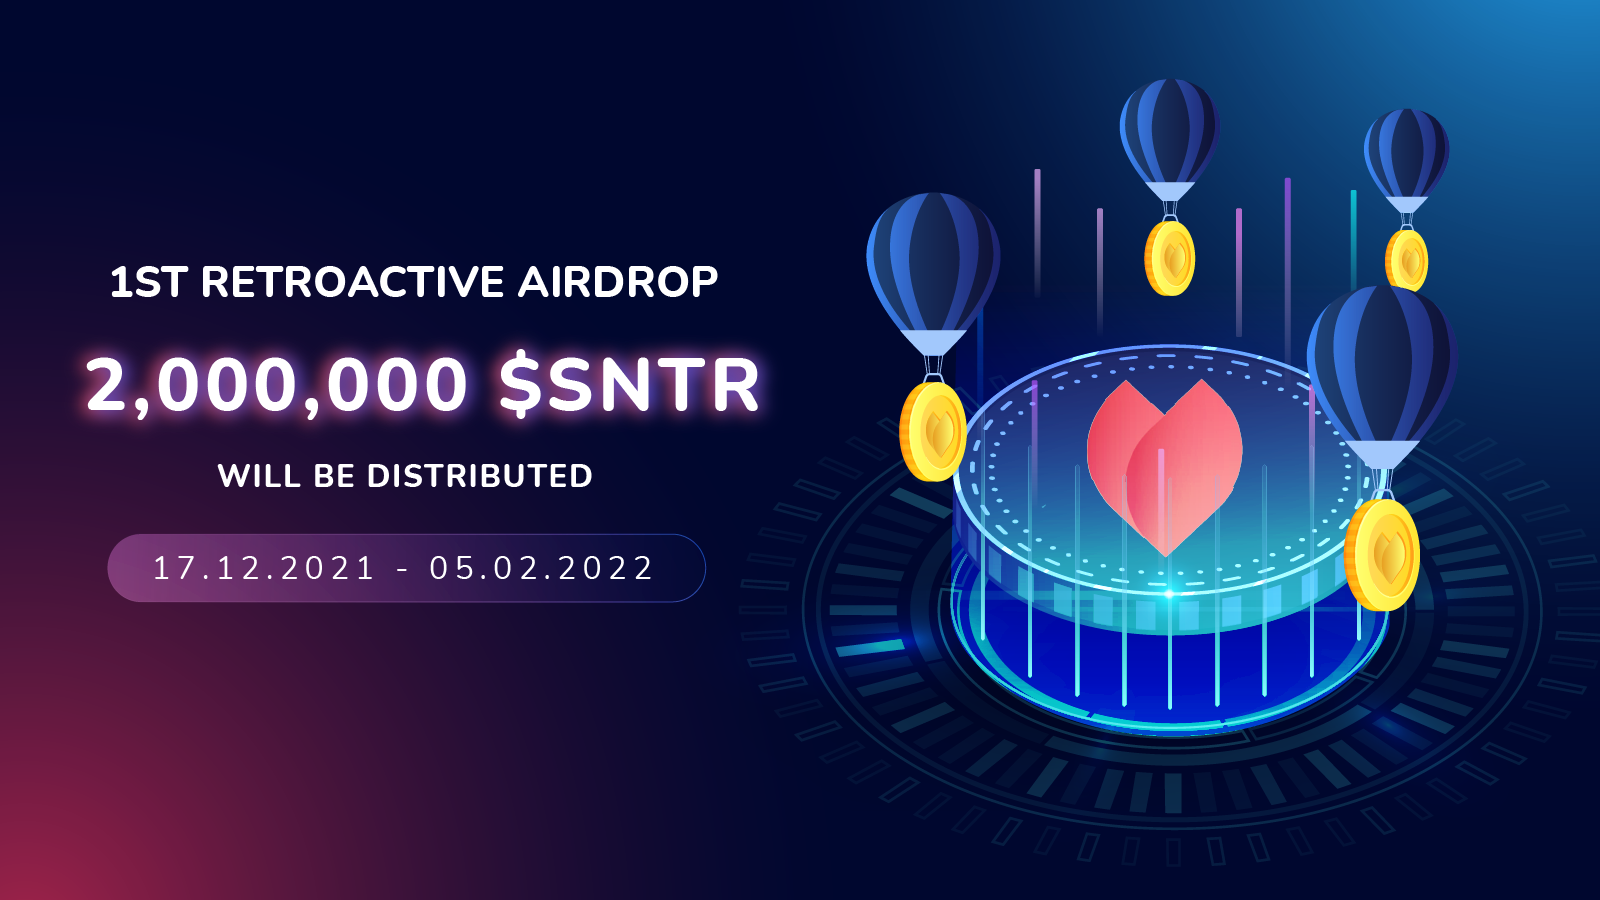 1ST RETROACTIVE AIRDROP
2,000,000 $SNTR
WILL BE DISTRIBUTED
17.12.2021 - 05.02.2022